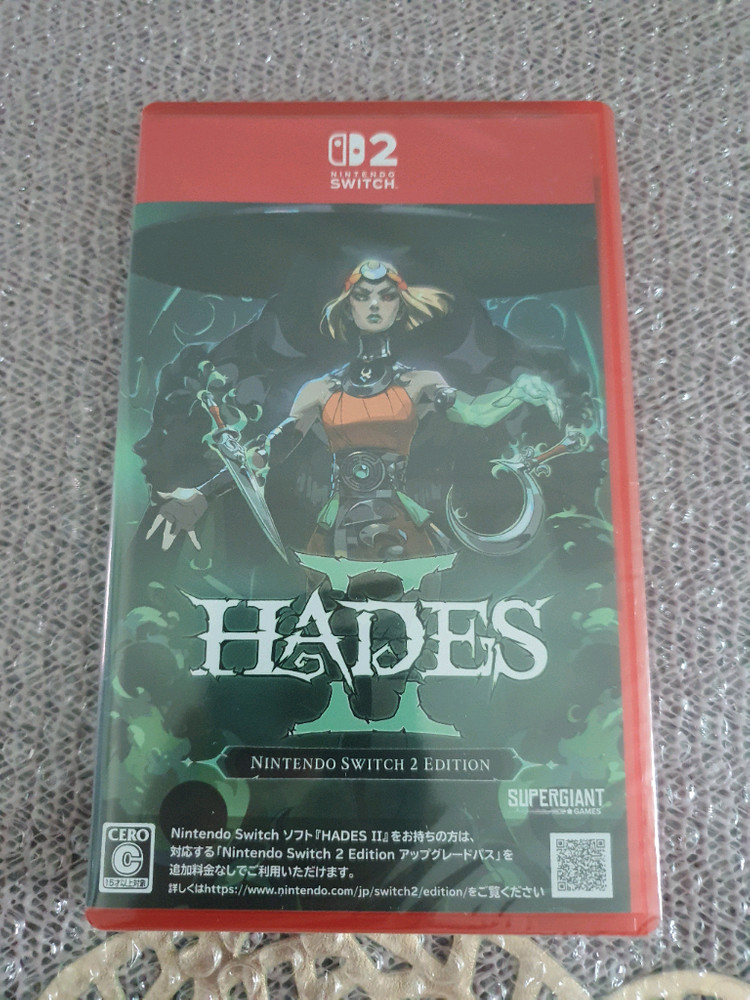 2
NINTENDO
SWITCH™
HADES
II
NINTENDO SWITCH 2 EDITION
SUPERGIANT
GAMES
CERO
C
15才以上対象
Nintendo Switch ソフト『HADES II』をお持ちの方は、
対応する「Nintendo Switch 2 Edition アップグレードパス」を
追加料金なしでご利用いただけます。
詳しくはhttps://www.nintendo.com/jp/switch2/edition/をご覧ください